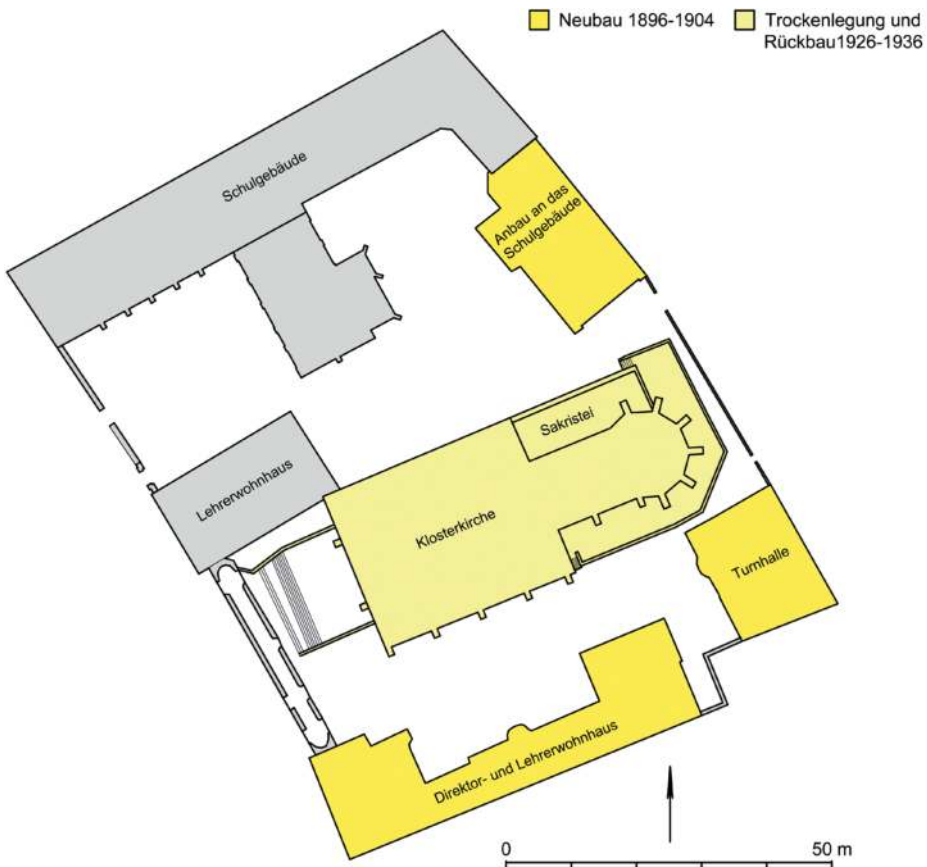 Neubau 1896-1904
Trockenlegung und
Rückbau1926-1936
Schulgebäude
Anbau an das
Schulgebäude
Sakristei
Lehrerwohnhaus
Klosterkirche
Turnhalle
Direktor- und Lehrerwohnhaus
0
50 m